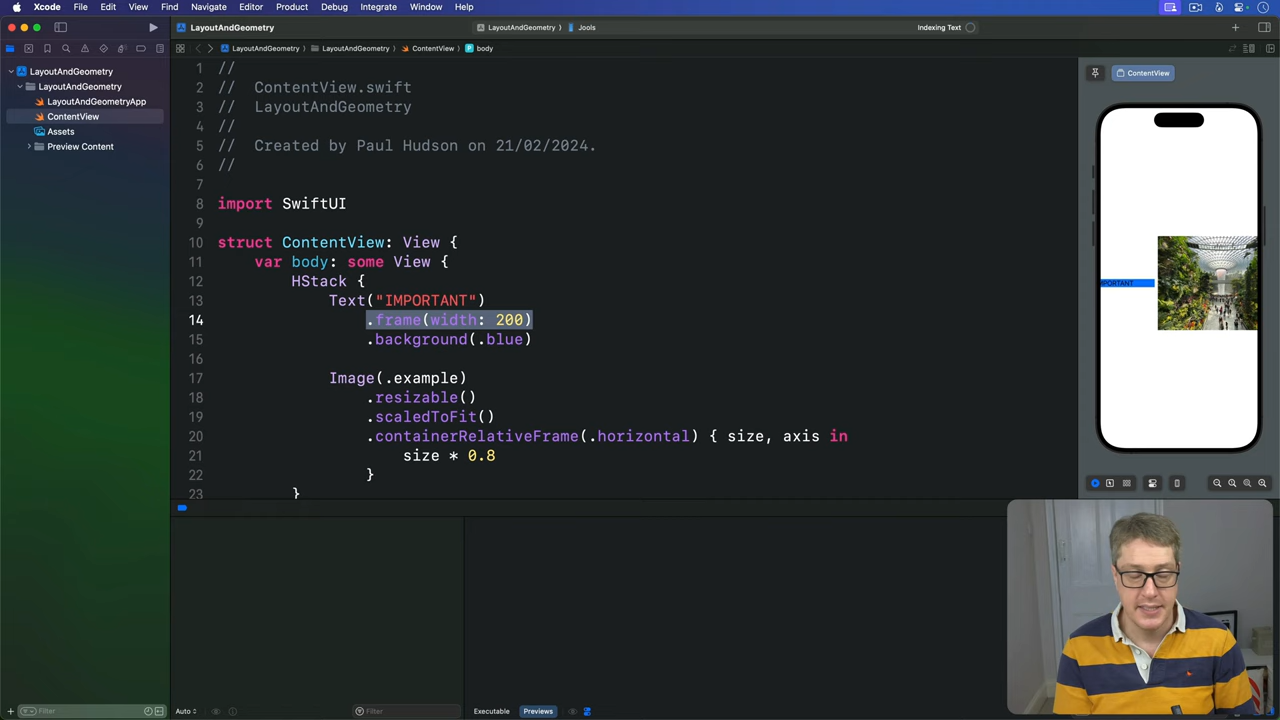 Xcode File Edit View Find Navigate Editor Product Debug Integrate Window Help
LayoutAndGeometry
LayoutAndGeometry 〉 Jools
Indexing Text
LayoutAndGeometry 〉 LayoutAndGeometry 〉 ContentView 〉 body
LayoutAndGeometry
LayoutAndGeometry
LayoutAndGeometryApp
ContentView
Assets
Preview Content
1 //
2 // ContentView.swift
3 // LayoutAndGeometry
4 //
5 // Created by Paul Hudson on 21/02/2024.
6 //
7
8 import SwiftUI
9
10 struct ContentView: View {
11 var body: some View {
12 HStack {
13 Text("IMPORTANT")
14 .frame(width: 200)
15 .background(.blue)
16
17 Image(.example)
18 .resizable()
19 .scaledToFit()
20 .containerRelativeFrame(.horizontal) { size, axis in
21 size * 0.8
22 }
23 }
ContentView
MPORTANT
Filter
Auto
Filter
Executable Previews